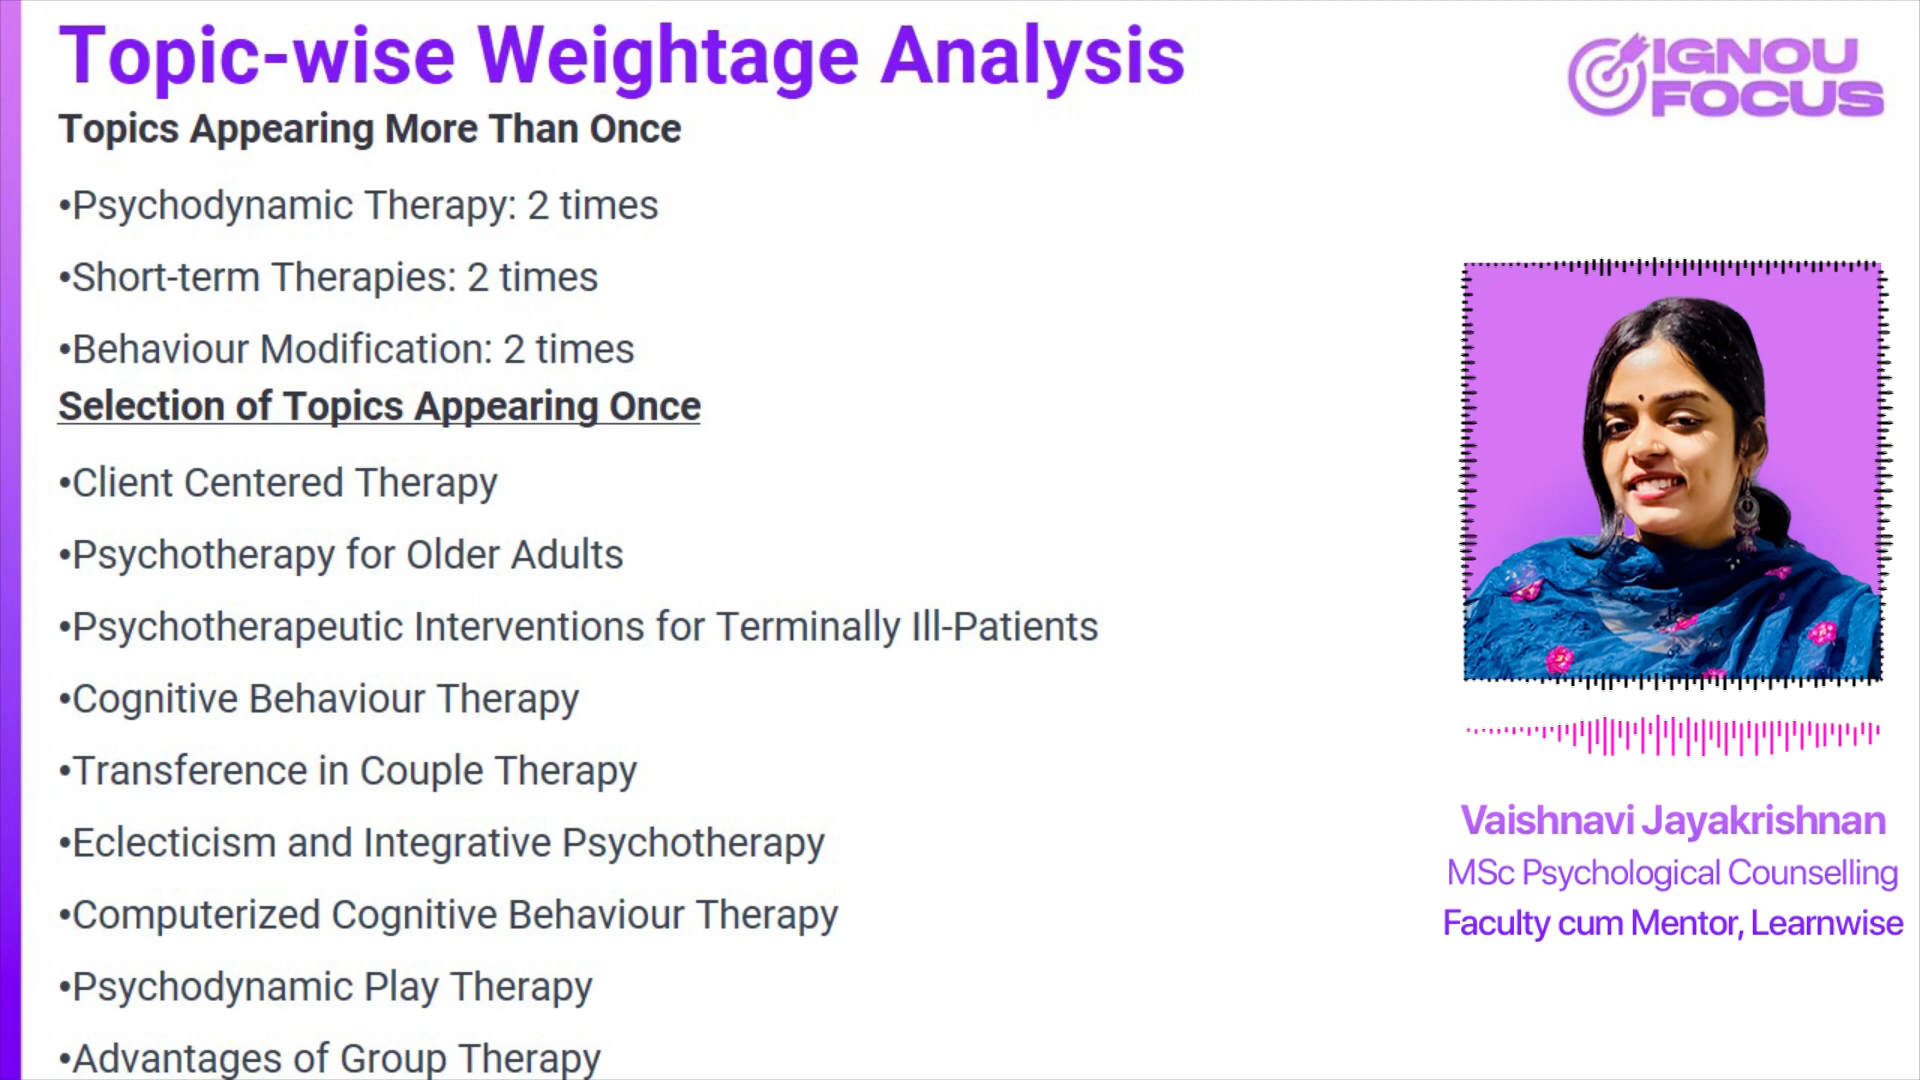 Topic-wise Weightage Analysis
IGNOU
FOCUS
Topics Appearing More Than Once
•Psychodynamic Therapy: 2 times
•Short-term Therapies: 2 times
•Behaviour Modification: 2 times
Selection of Topics Appearing Once
•Client Centered Therapy
•Psychotherapy for Older Adults
•Psychotherapeutic Interventions for Terminally Ill-Patients
•Cognitive Behaviour Therapy
•Transference in Couple Therapy
•Eclecticism and Integrative Psychotherapy
•Computerized Cognitive Behaviour Therapy
•Psychodynamic Play Therapy
•Advantages of Group Therapy
Vaishnavi Jayakrishnan
MSc Psychological Counselling
Faculty cum Mentor, Learnwise